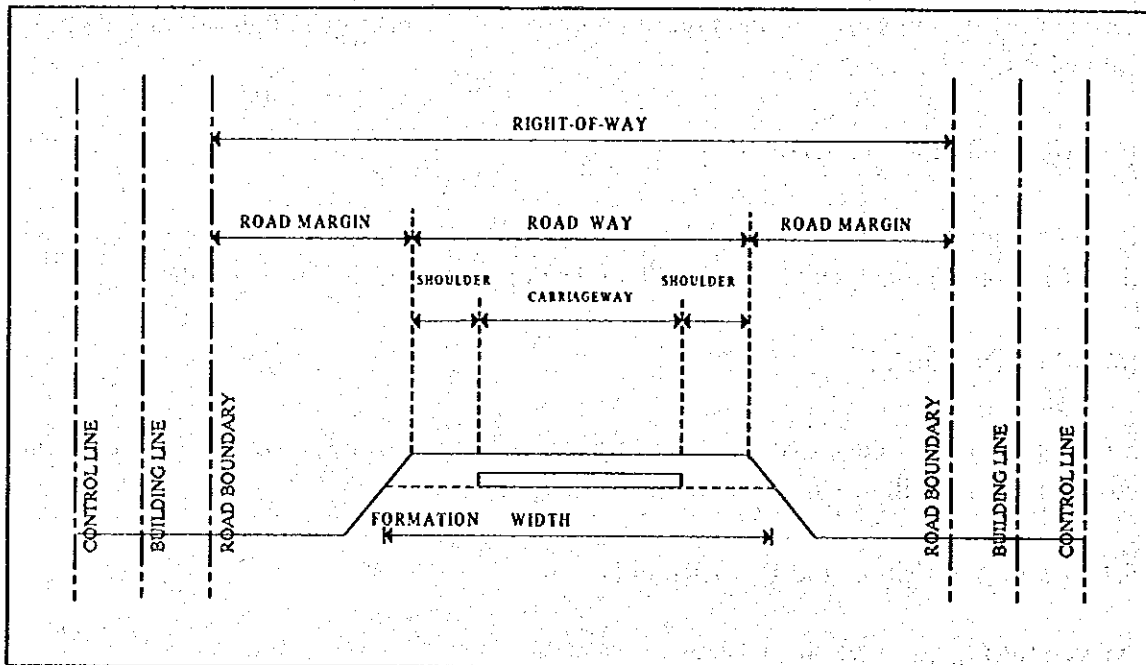 RIGHT-OF-WAY
ROAD MARGIN
ROAD WAY
ROAD MARGIN
SHOULDER
CARRIAGEWAY
SHOULDER
CONTROL LINE
BUILDING LINE
ROAD BOUNDARY
FORMATION WIDTH
ROAD BOUNDARY
BUILDING LINE
CONTROL LINE